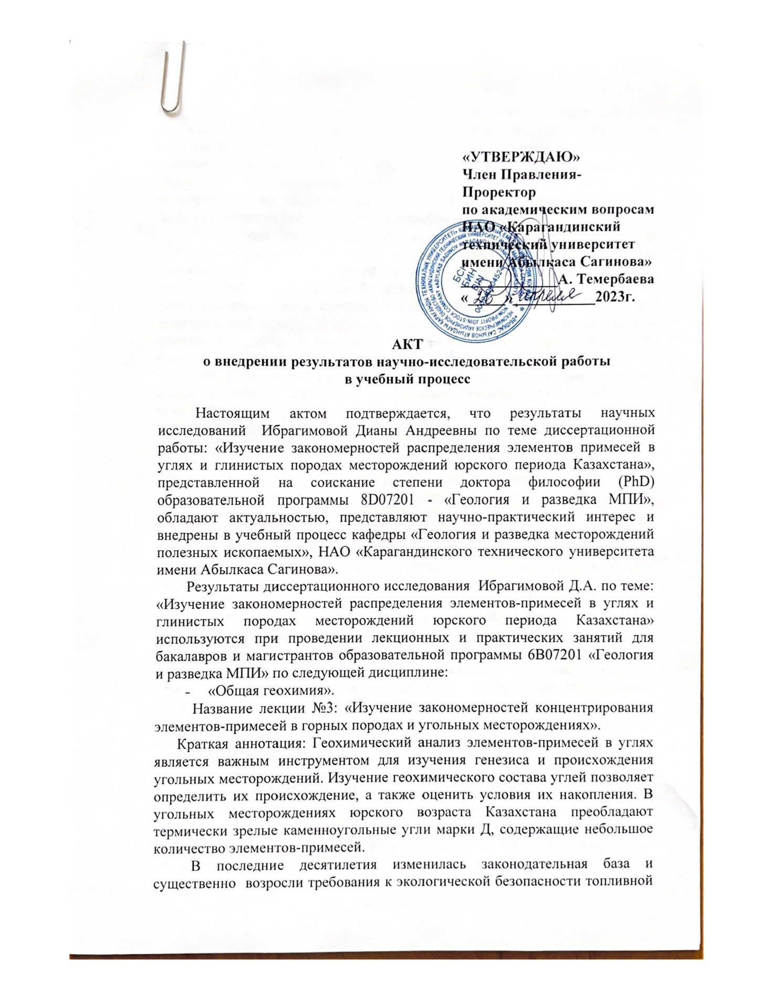 «УТВЕРЖДАЮ»
Член Правления-
Проректор
по академическим вопросам
НАО «Карагандинский
технический университет
имени Абылкаса Сагинова»
А. Темербаева
«26» апреля 2023г.
БСН
БИН
BIN
АКТ
о внедрении результатов научно-исследовательской работы
в учебный процесс
Настоящим актом подтверждается, что результаты научных
исследований Ибрагимовой Дианы Андреевны по теме диссертационной
работы: «Изучение закономерностей распределения элементов примесей в
углях и глинистых породах месторождений юрского периода Казахстана»,
представленной на соискание степени доктора философии (PhD)
образовательной программы 8D07201 - «Геология и разведка МПИ»,
обладают актуальностью, представляют научно-практический интерес и
внедрены в учебный процесс кафедры «Геология и разведка месторождений
полезных ископаемых», НАО «Карагандинского технического университета
имени Абылкаса Сагинова».
Результаты диссертационного исследования Ибрагимовой Д.А. по теме:
«Изучение закономерностей распределения элементов-примесей в углях и
глинистых породах месторождений юрского периода Казахстана»
используются при проведении лекционных и практических занятий для
бакалавров и магистрантов образовательной программы 6В07201 «Геология
и разведка МПИ» по следующей дисциплине:
- «Общая геохимия».
Название лекции №3: «Изучение закономерностей концентрирования
элементов-примесей в горных породах и угольных месторождениях».
Краткая аннотация: Геохимический анализ элементов-примесей в углях
является важным инструментом для изучения генезиса и происхождения
угольных месторождений. Изучение геохимического состава углей позволяет
определить их происхождение, а также оценить условия их накопления. В
угольных месторождениях юрского возраста Казахстана преобладают
термически зрелые каменноугольные угли марки Д, содержащие небольшое
количество элементов-примесей.
В последние десятилетия изменилась законодательная база и
существенно возросли требования к экологической безопасности топливной